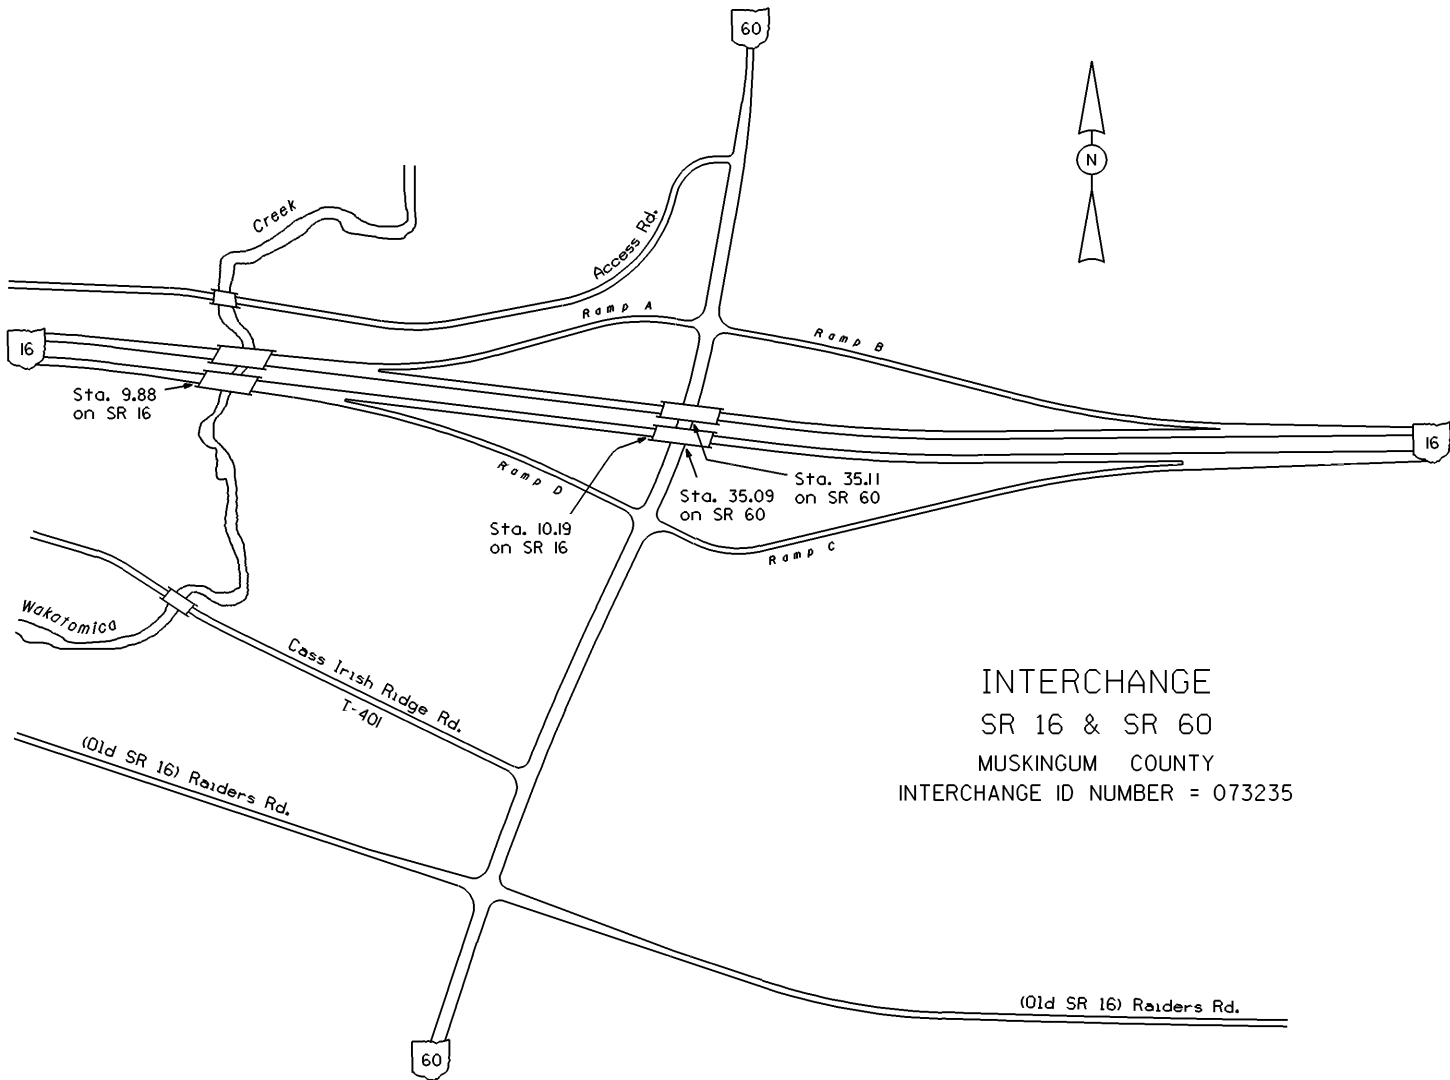 60
N
Creek
Access Rd.
Ramp A
Ramp B
16
Sta. 9.88
on SR 16
16
Ramp D
Sta. 35.11
on SR 60
Sta. 35.09
on SR 60
Sta. 10.19
on SR 16
Ramp C
Wakatomica
Cass Irish Ridge Rd.
T-401
INTERCHANGE
SR 16 & SR 60
MUSKINGUM COUNTY
INTERCHANGE ID NUMBER = 073235
(Old SR 16) Raiders Rd.
(Old SR 16) Raiders Rd.
60